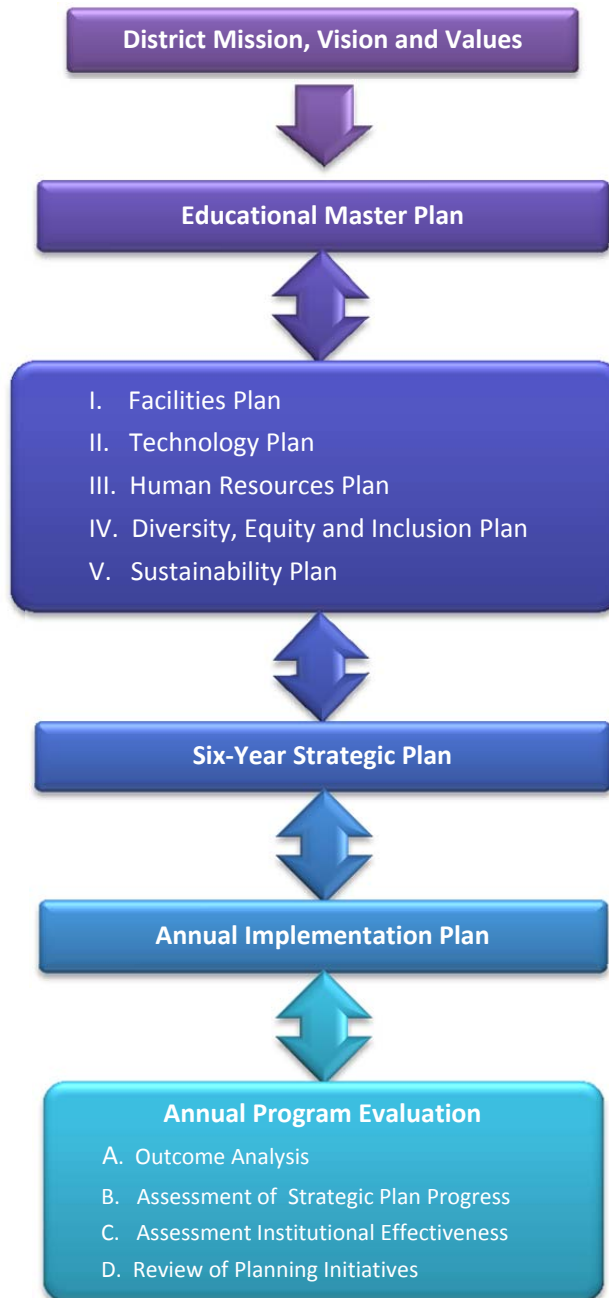 District Mission, Vision and Values
Educational Master Plan
I. Facilities Plan
II. Technology Plan
III. Human Resources Plan
IV. Diversity, Equity and Inclusion Plan
V. Sustainability Plan
Six-Year Strategic Plan
Annual Implementation Plan
Annual Program Evaluation
A. Outcome Analysis
B. Assessment of Strategic Plan Progress
C. Assessment Institutional Effectiveness
D. Review of Planning Initiatives